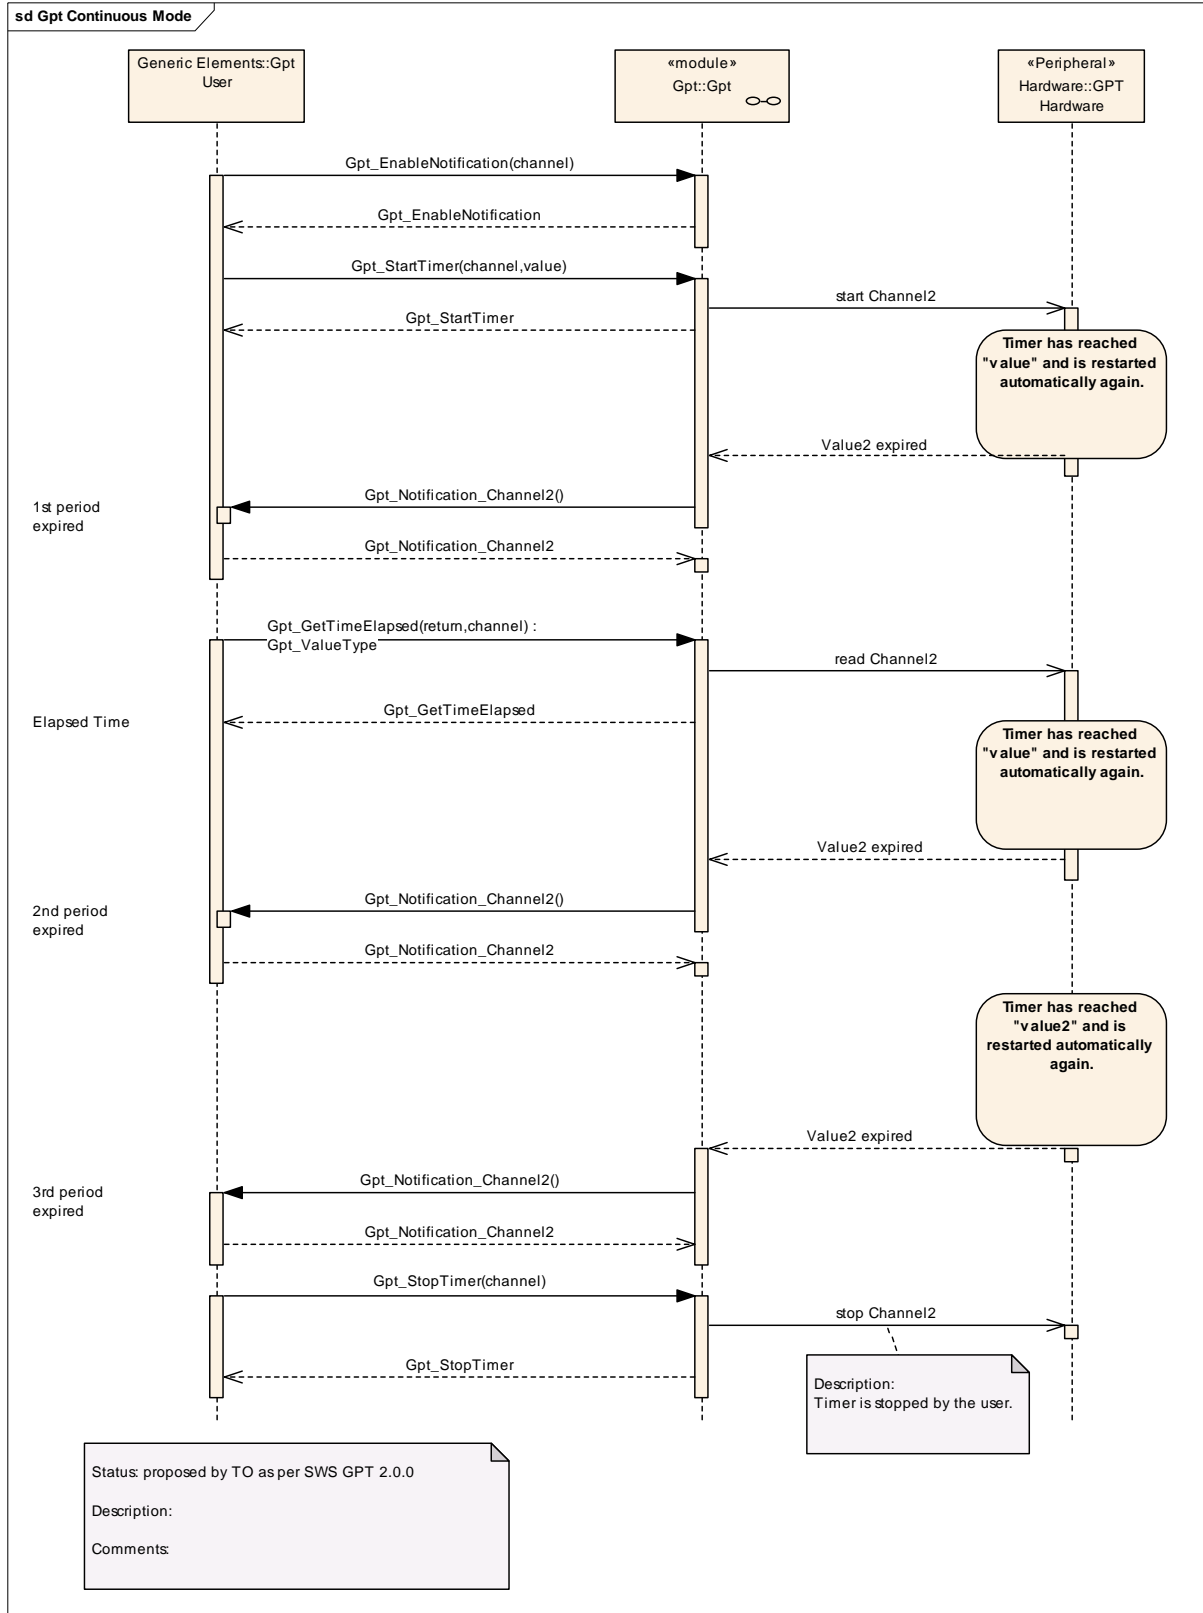 sd Gpt Continuous Mode
Generic Elements::Gpt
User
«module»
Gpt::Gpt
«Peripheral»
Hardware::GPT
Hardware
Gpt_EnableNotification(channel)
Gpt_EnableNotification
Gpt_StartTimer(channel,value)
start Channel2
Gpt_StartTimer
Timer has reached
"value" and is restarted
automatically again.
Value2 expired
Gpt_Notification_Channel2()
1st period
expired
Gpt_Notification_Channel2
Gpt_GetTimeElapsed(return,channel) :
Gpt_ValueType
read Channel2
Gpt_GetTimeElapsed
Elapsed Time
Timer has reached
"value" and is restarted
automatically again.
Value2 expired
Gpt_Notification_Channel2()
2nd period
expired
Gpt_Notification_Channel2
Timer has reached
"value2" and is
restarted automatically
again.
Value2 expired
Gpt_Notification_Channel2()
3rd period
expired
Gpt_Notification_Channel2
Gpt_StopTimer(channel)
stop Channel2
Gpt_StopTimer
Description:
Timer is stopped by the user.
Status: proposed by TO as per SWS GPT 2.0.0
Description:
Comments: